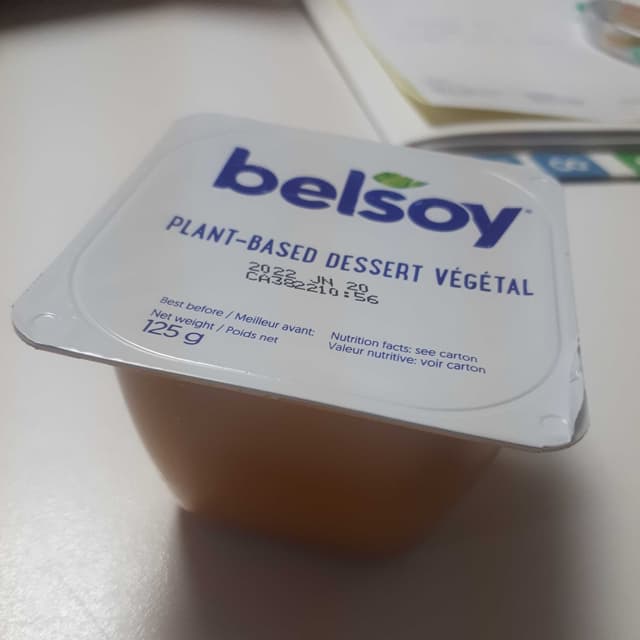 belsoy
PLANT-BASED DESSERT VÉGÉTAL
2022 JN 20
CA382210:56
Best before / Meilleur avant:
Net weight / Poids net
125 g
Nutrition facts: see carton
Valeur nutritive: voir carton